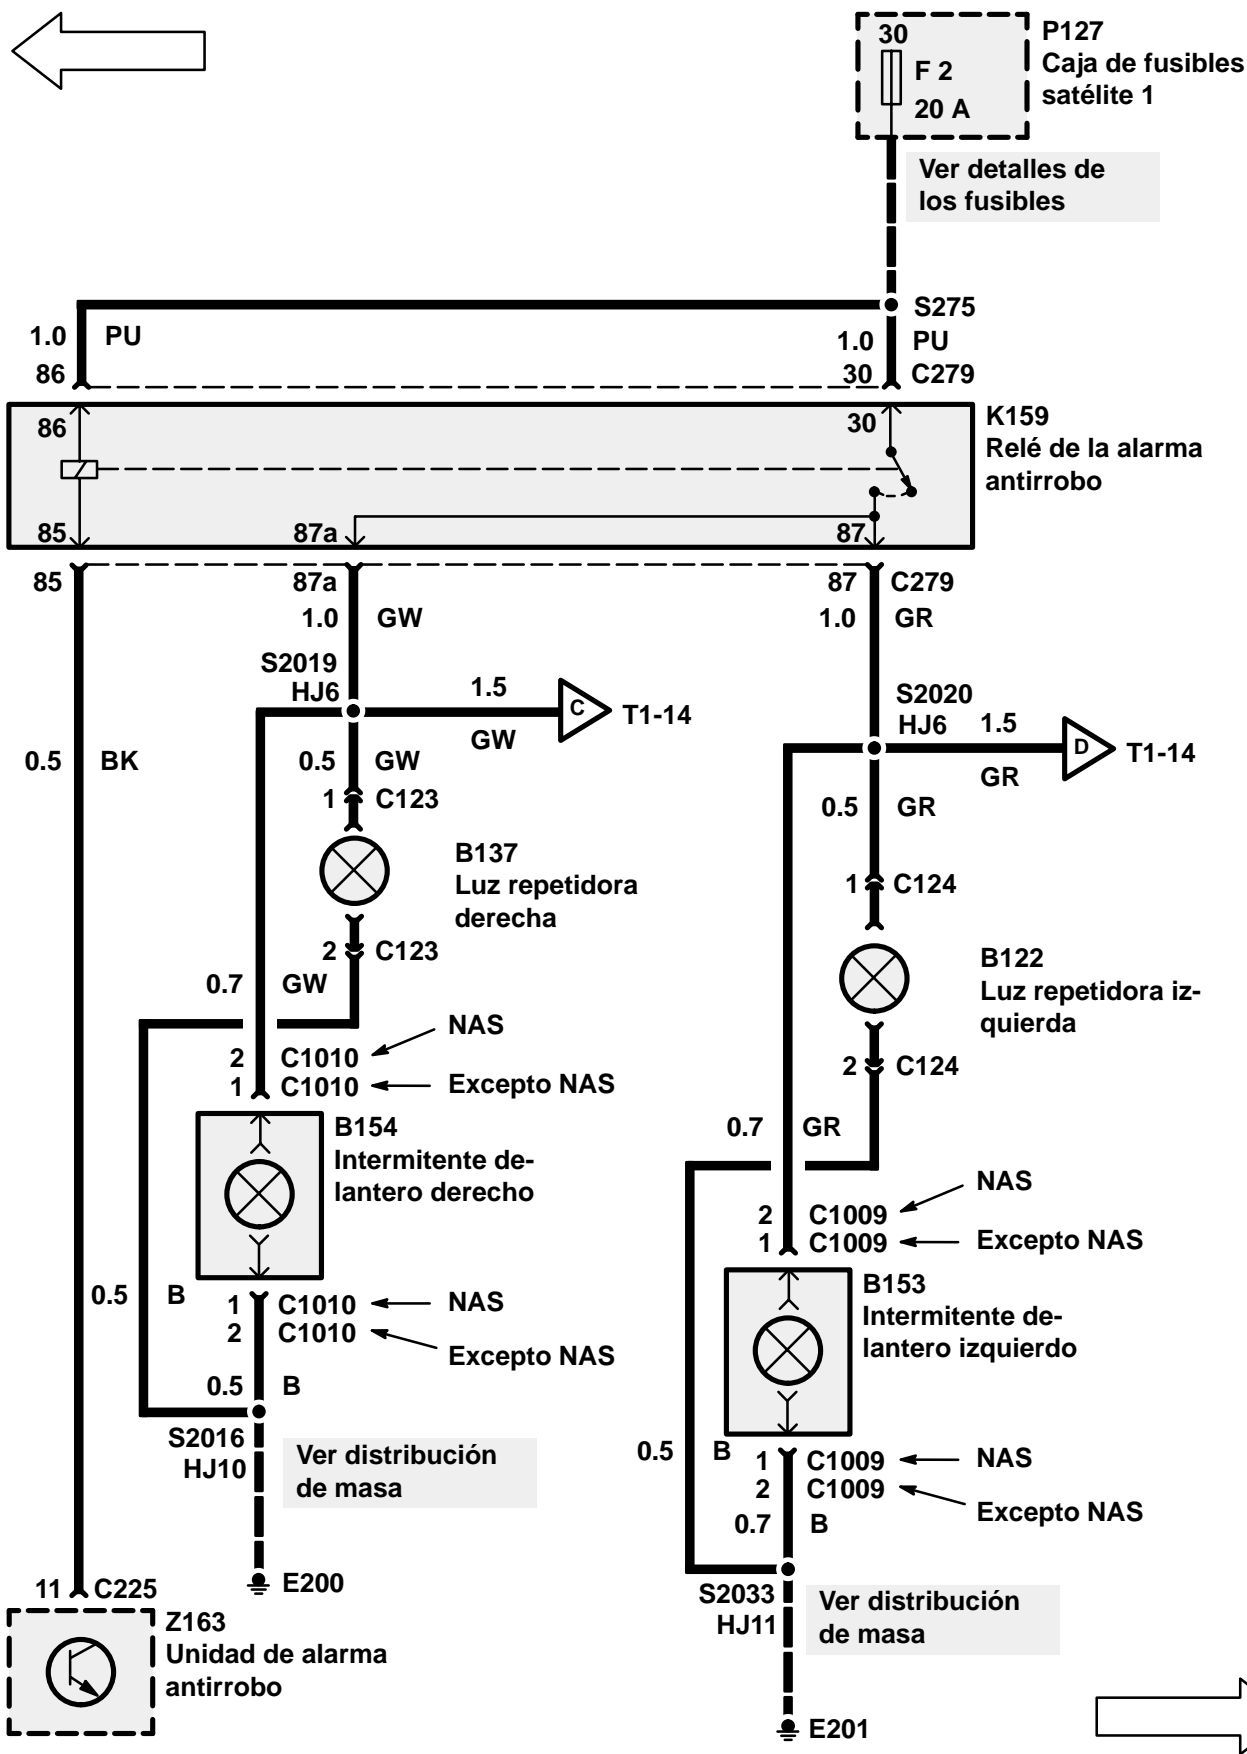 30
F 2
20 A
P127
Caja de fusibles
satélite 1
Ver detalles de
los fusibles
S275
1.0 PU
1.0 PU
86
30 C279
86
30
K159
Relé de la alarma
antirrobo
85
87a
87
85
87a
87 C279
1.0 GW
1.0 GR
S2019
HJ6
1.5
GW
C
T1-14
S2020
HJ6
1.5
GR
D
T1-14
0.5 BK
0.5 GW
1 C123
0.5 GR
B137
Luz repetidora
derecha
1 C124
2 C123
B122
Luz repetidora iz-
quierda
0.7 GW
NAS
2 C1010
1 C1010
Excepto NAS
2 C124
B154
Intermitente de-
lantero derecho
0.7 GR
NAS
2 C1009
1 C1009
Excepto NAS
B153
Intermitente de-
lantero izquierdo
0.5 B
1 C1010
NAS
2 C1010
Excepto NAS
0.5 B
S2016
HJ10
Ver distribución
de masa
0.5 B
1 C1009
NAS
2 C1009
Excepto NAS
0.7 B
E200
11 C225
S2033
HJ11
Ver distribución
de masa
Z163
Unidad de alarma
antirrobo
E201